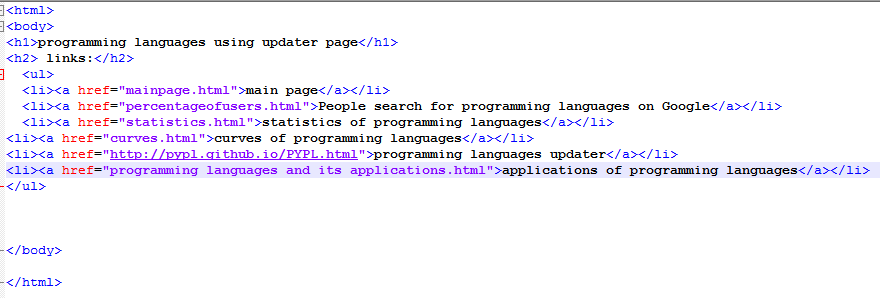 <html>
<body>
<h1>programming languages using updater page</h1>
<h2> links:</h2>
<ul>
<li><a href="mainpage.html">main page</a></li>
<li><a href="percentageofusers.html">People search for programming languages on Google</a></li>
<li><a href="statistics.html">statistics of programming languages</a></li>
<li><a href="curves.html">curves of programming languages</a></li>
<li><a href="http://pypl.github.io/PYPL.html">programming languages updater</a></li>
<li><a href="programming languages and its applications.html">applications of programming languages</a></li>
</ul>
</body>
</html>